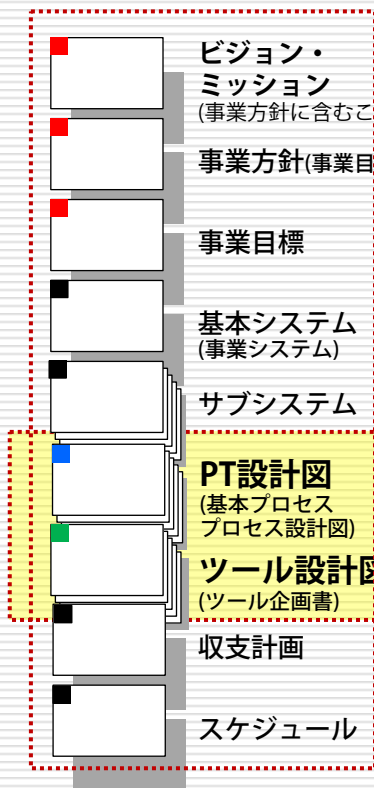 ビジョン・
ミッション
(事業方針に含むこ
事業方針(事業目
事業目標
基本システム
(事業システム)
サブシステム
PT設計図
(基本プロセス
プロセス設計図)
ツール設計図
(ツール企画書)
収支計画
スケジュール